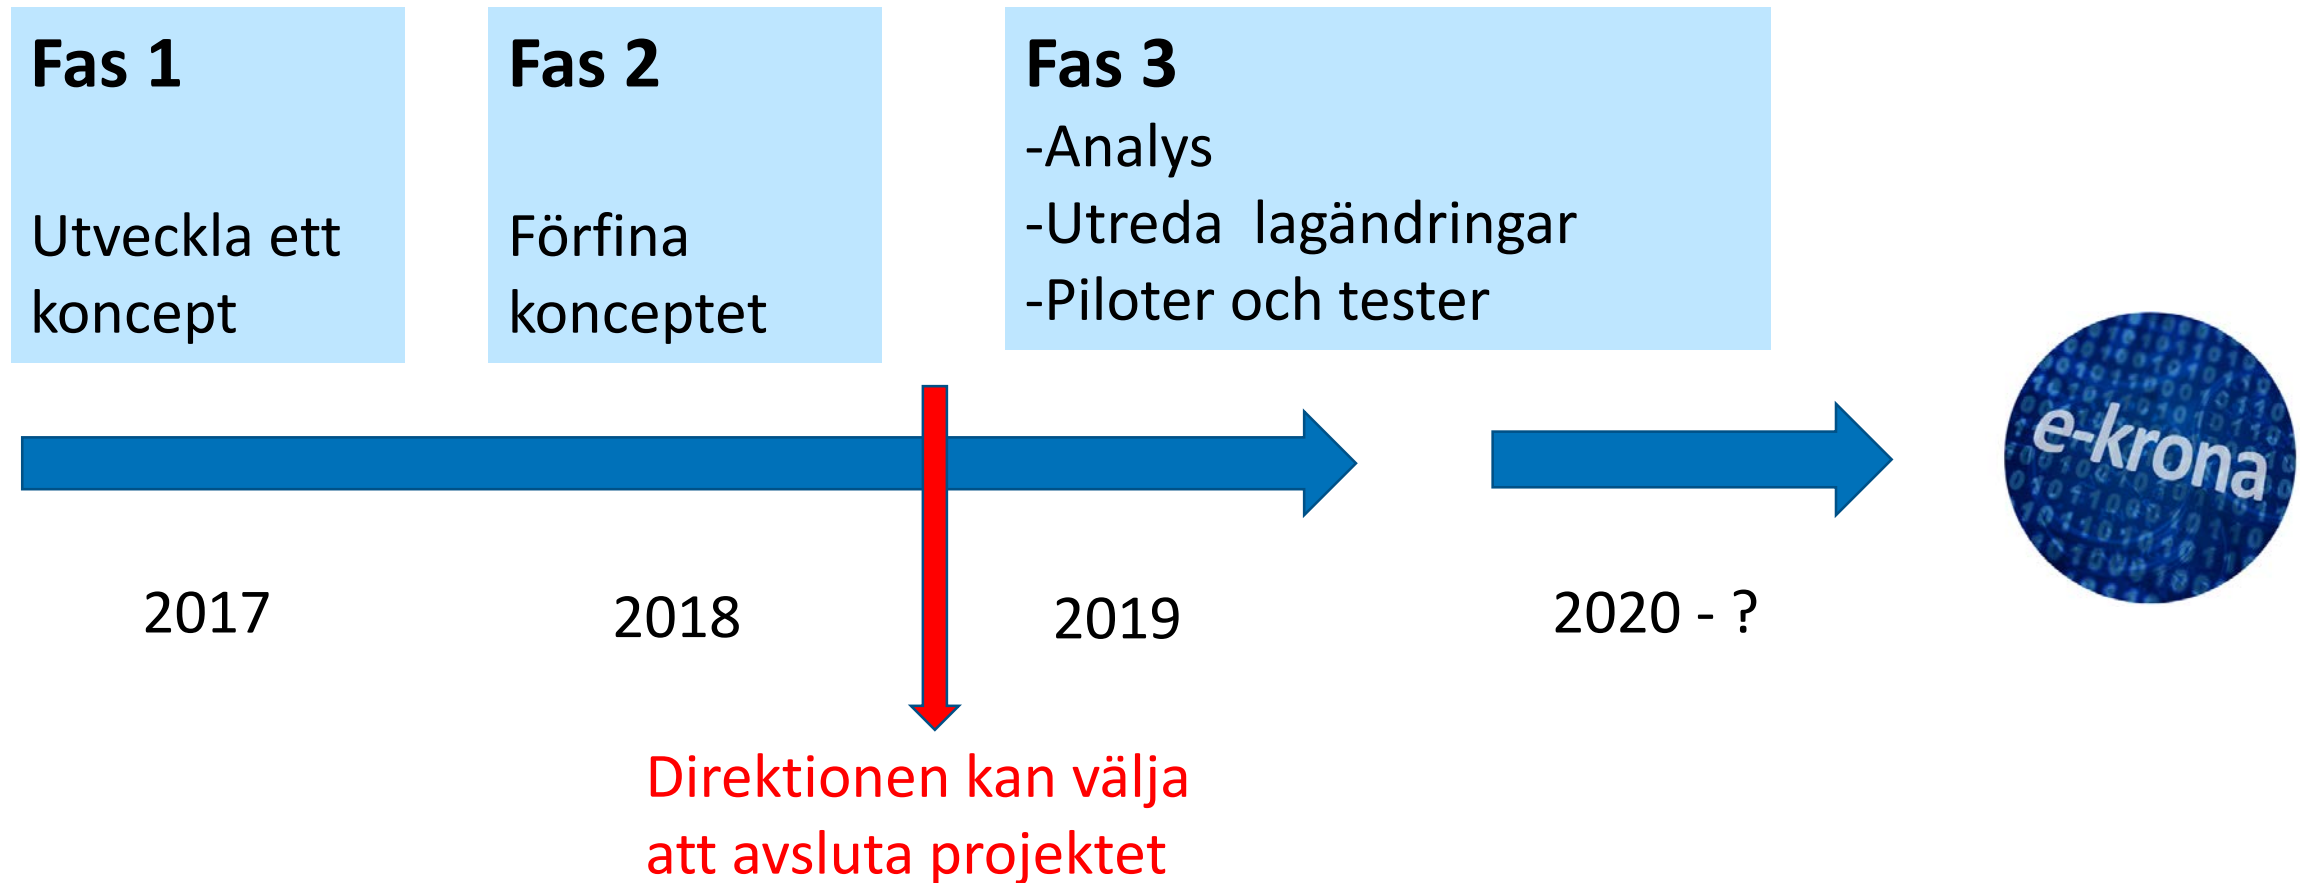 Fas 1
Utveckla ett
koncept
Fas 2
Förfina
konceptet
Fas 3
-Analys
-Utreda  lagändringar
-Piloter och tester
e-krona
2017
2018
2019
2020 - ?
Direktionen kan välja
att avsluta projektet